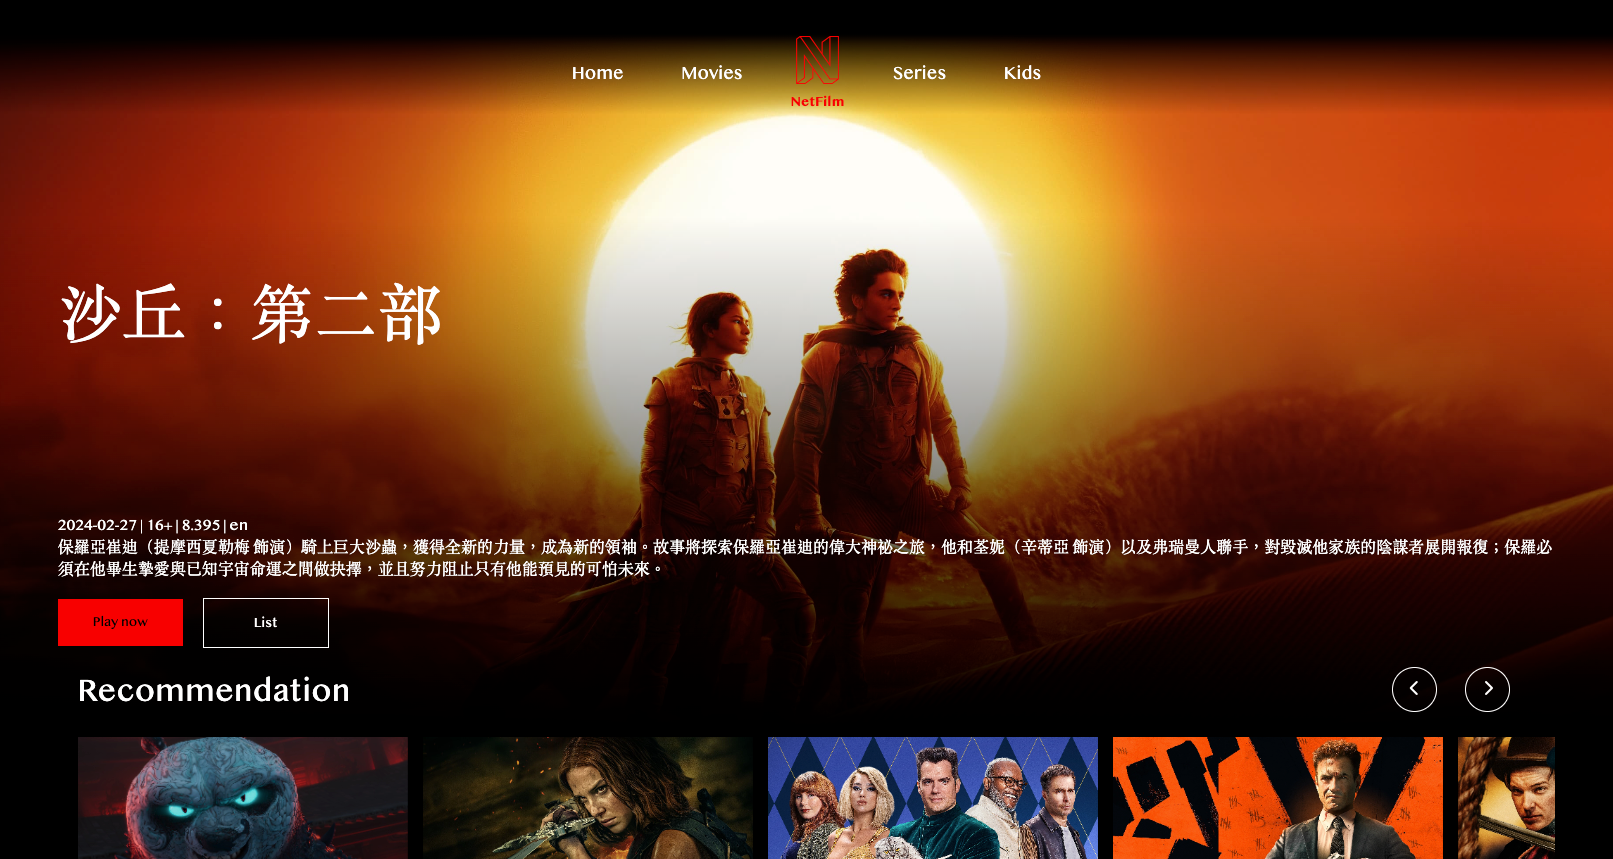 Home
Movies
NetFilm
Series
Kids
沙丘：第二部
2024-02-27 | 16+ | 8.395 | en
保羅亞崔迪（提摩西夏勒梅 飾演）騎上巨大沙蟲，獲得全新的力量，成為新的領袖。故事將探索保羅亞崔迪的偉大神祕之旅，他和荃妮（辛蒂亞 飾演）以及弗瑞曼人聯手，對毀滅他家族的陰謀者展開報復；保羅必
須在他畢生摯愛與已知宇宙命運之間做抉擇，並且努力阻止只有他能預見的可怕未來。
Play now
List
Recommendation